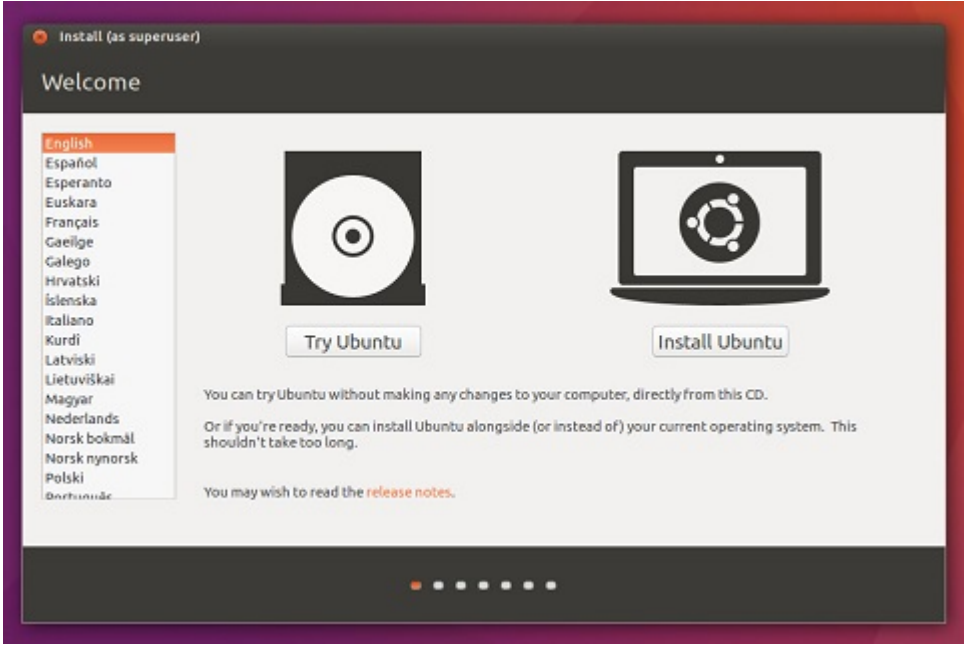 Install (as superuser)
Welcome
English
Español
Esperanto
Euskara
Français
Gaeilge
Galego
Hrvatski
Íslenska
Italiano
Kurdî
Latviski
Lietuviškai
Magyar
Nederlands
Norsk bokmål
Norsk nynorsk
Polski
Português
Try Ubuntu
Install Ubuntu
You can try Ubuntu without making any changes to your computer, directly from this CD.
Or if you're ready, you can install Ubuntu alongside (or instead of) your current operating system. This
shouldn't take too long.
You may wish to read the release notes.